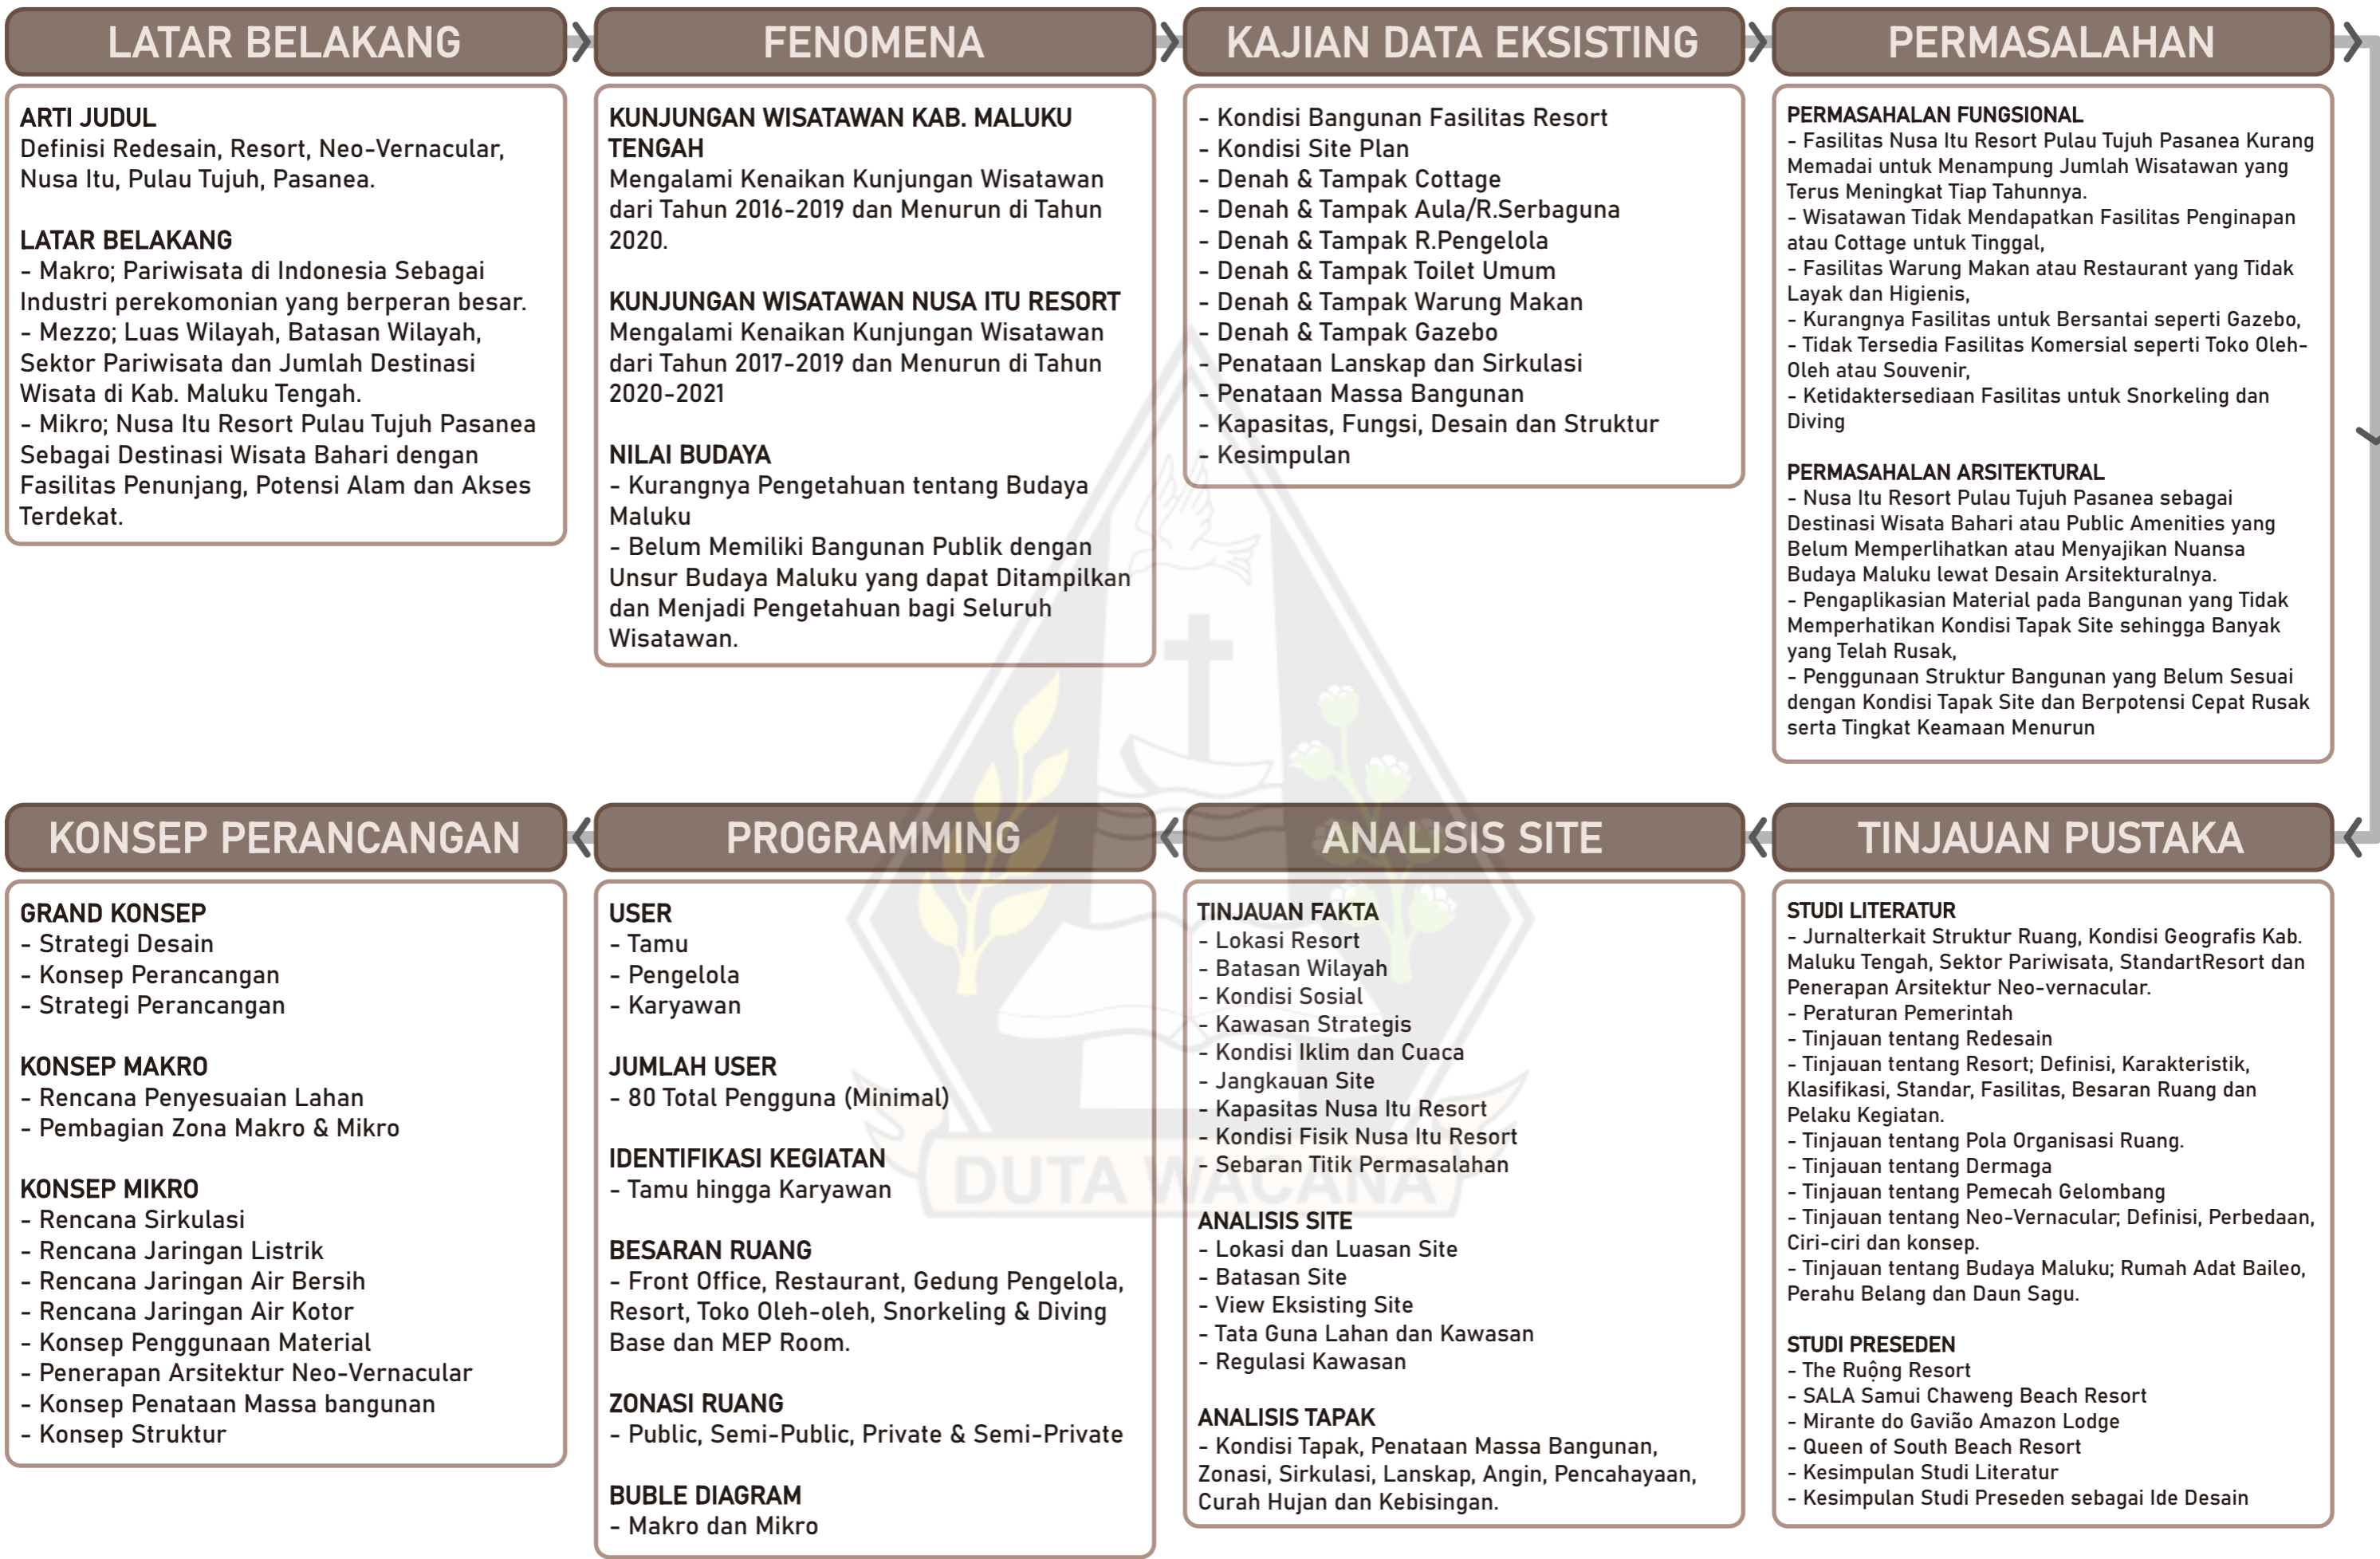 LATAR BELAKANG
ARTI JUDUL
Definisi Redesain, Resort, Neo-Vernacular,
Nusa Itu, Pulau Tujuh, Pasanea.
LATAR BELAKANG
- Makro; Pariwisata di Indonesia Sebagai
Industri perekomonian yang berperan besar.
- Mezzo; Luas Wilayah, Batasan Wilayah,
Sektor Pariwisata dan Jumlah Destinasi
Wisata di Kab. Maluku Tengah.
- Mikro; Nusa Itu Resort Pulau Tujuh Pasanea
Sebagai Destinasi Wisata Bahari dengan
Fasilitas Penunjang, Potensi Alam dan Akses
Terdekat.
FENOMENA
KUNJUNGAN WISATAWAN KAB. MALUKU
TENGAH
Mengalami Kenaikan Kunjungan Wisatawan
dari Tahun 2016-2019 dan Menurun di Tahun
2020.
KUNJUNGAN WISATAWAN NUSA ITU RESORT
Mengalami Kenaikan Kunjungan Wisatawan
dari Tahun 2017-2019 dan Menurun di Tahun
2020-2021
NILAI BUDAYA
- Kurangnya Pengetahuan tentang Budaya
Maluku
- Belum Memiliki Bangunan Publik dengan
Unsur Budaya Maluku yang dapat Ditampilkan
dan Menjadi Pengetahuan bagi Seluruh
Wisatawan.
KAJIAN DATA EKSISTING
- Kondisi Bangunan Fasilitas Resort
- Kondisi Site Plan
- Denah & Tampak Cottage
- Denah & Tampak Aula/R.Serbaguna
- Denah & Tampak R.Pengelola
- Denah & Tampak Toilet Umum
- Denah & Tampak Warung Makan
- Denah & Tampak Gazebo
- Penataan Lanskap dan Sirkulasi
- Penataan Massa Bangunan
- Kapasitas, Fungsi, Desain dan Struktur
- Kesimpulan
PERMASALAHAN
PERMASAHALAN FUNGSIONAL
- Fasilitas Nusa Itu Resort Pulau Tujuh Pasanea Kurang
Memadai untuk Menampung Jumlah Wisatawan yang
Terus Meningkat Tiap Tahunnya.
- Wisatawan Tidak Mendapatkan Fasilitas Penginapan
atau Cottage untuk Tinggal,
- Fasilitas Warung Makan atau Restaurant yang Tidak
Layak dan Higienis,
- Kurangnya Fasilitas untuk Bersantai seperti Gazebo,
- Tidak Tersedia Fasilitas Komersial seperti Toko Oleh-
Oleh atau Souvenir,
- Ketidaktersediaan Fasilitas untuk Snorkeling dan
Diving
PERMASAHALAN ARSITEKTURAL
- Nusa Itu Resort Pulau Tujuh Pasanea sebagai
Destinasi Wisata Bahari atau Public Amenities yang
Belum Memperlihatkan atau Menyajikan Nuansa
Budaya Maluku lewat Desain Arsitekturalnya.
- Pengaplikasian Material pada Bangunan yang Tidak
Memperhatikan Kondisi Tapak Site sehingga Banyak
yang Telah Rusak,
- Penggunaan Struktur Bangunan yang Belum Sesuai
dengan Kondisi Tapak Site dan Berpotensi Cepat Rusak
serta Tingkat Keamaan Menurun
KONSEP PERANCANGAN
GRAND KONSEP
- Strategi Desain
- Konsep Perancangan
- Strategi Perancangan
KONSEP MAKRO
- Rencana Penyesuaian Lahan
- Pembagian Zona Makro & Mikro
KONSEP MIKRO
- Rencana Sirkulasi
- Rencana Jaringan Listrik
- Rencana Jaringan Air Bersih
- Rencana Jaringan Air Kotor
- Konsep Penggunaan Material
- Penerapan Arsitektur Neo-Vernacular
- Konsep Penataan Massa bangunan
- Konsep Struktur
PROGRAMMING
USER
- Tamu
- Pengelola
- Karyawan
JUMLAH USER
- 80 Total Pengguna (Minimal)
IDENTIFIKASI KEGIATAN
- Tamu hingga Karyawan
BESARAN RUANG
- Front Office, Restaurant, Gedung Pengelola,
Resort, Toko Oleh-oleh, Snorkeling & Diving
Base dan MEP Room.
ZONASI RUANG
- Public, Semi-Public, Private & Semi-Private
BUBLE DIAGRAM
- Makro dan Mikro
ANALISIS SITE
TINJAUAN FAKTA
- Lokasi Resort
- Batasan Wilayah
- Kondisi Sosial
- Kawasan Strategis
- Kondisi Iklim dan Cuaca
- Jangkauan Site
- Kapasitas Nusa Itu Resort
- Kondisi Fisik Nusa Itu Resort
- Sebaran Titik Permasalahan
ANALISIS SITE
- Lokasi dan Luasan Site
- Batasan Site
- View Eksisting Site
- Tata Guna Lahan dan Kawasan
- Regulasi Kawasan
ANALISIS TAPAK
- Kondisi Tapak, Penataan Massa Bangunan,
Zonasi, Sirkulasi, Lanskap, Angin, Pencahayaan,
Curah Hujan dan Kebisingan.
TINJAUAN PUSTAKA
STUDI LITERATUR
- Jurnalterkait Struktur Ruang, Kondisi Geografis Kab.
Maluku Tengah, Sektor Pariwisata, StandartResort dan
Penerapan Arsitektur Neo-vernacular.
- Peraturan Pemerintah
- Tinjauan tentang Redesain
- Tinjauan tentang Resort; Definisi, Karakteristik,
Klasifikasi, Standar, Fasilitas, Besaran Ruang dan
Pelaku Kegiatan.
- Tinjauan tentang Pola Organisasi Ruang.
- Tinjauan tentang Dermaga
- Tinjauan tentang Pemecah Gelombang
- Tinjauan tentang Neo-Vernacular; Definisi, Perbedaan,
Ciri-ciri dan konsep.
- Tinjauan tentang Budaya Maluku; Rumah Adat Baileo,
Perahu Belang dan Daun Sagu.
STUDI PRESEDEN
- The Ruộng Resort
- SALA Samui Chaweng Beach Resort
- Mirante do Gavião Amazon Lodge
- Queen of South Beach Resort
- Kesimpulan Studi Literatur
- Kesimpulan Studi Preseden sebagai Ide Desain
DUTA WACANA